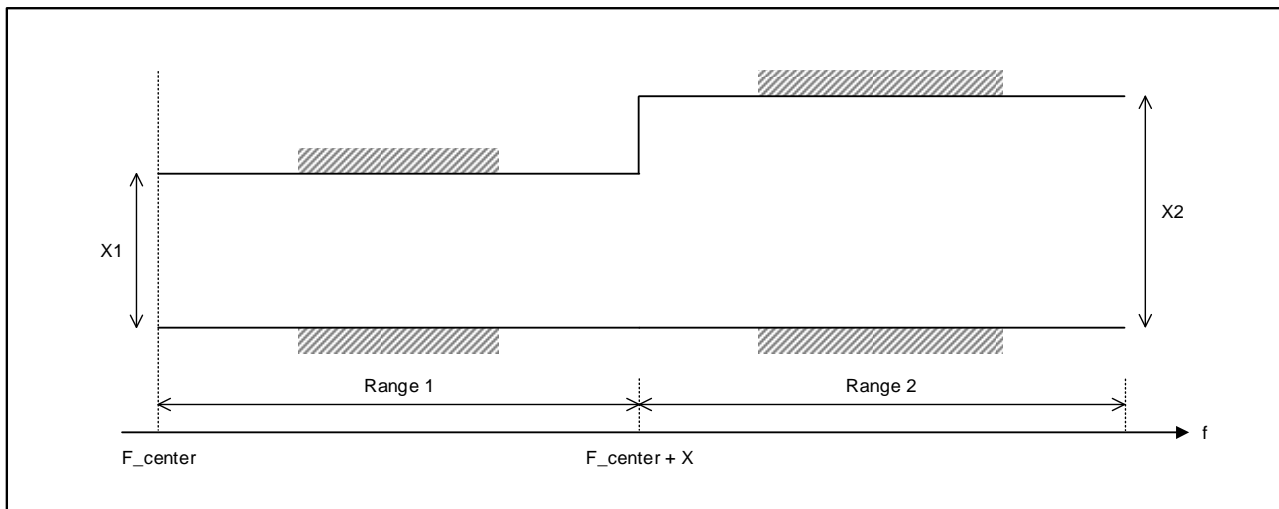 X1
X2
Range 1
Range 2
f
F_center
F_center + X